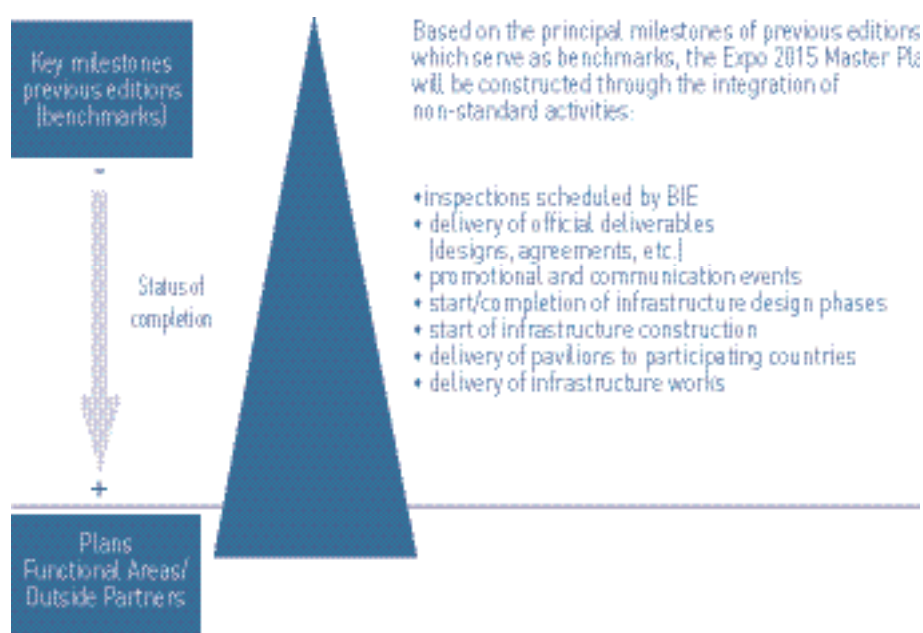 Key milestones
previous editions
(benchmarks)
-
Status of
completion
+
Plans
Functional Areas/
Outside Partners
Based on the principal milestones of previous editions
which serve as benchmarks, the Expo 2015 Master Pla
will be constructed through the integration of
non-standard activities:
•inspections scheduled by BIE
• delivery of official deliverables
(designs, agreements, etc.)
• promotional and communication events
• start/completion of infrastructure design phases
• start of infrastructure construction
• delivery of pavilions to participating countries
• delivery of infrastructure works